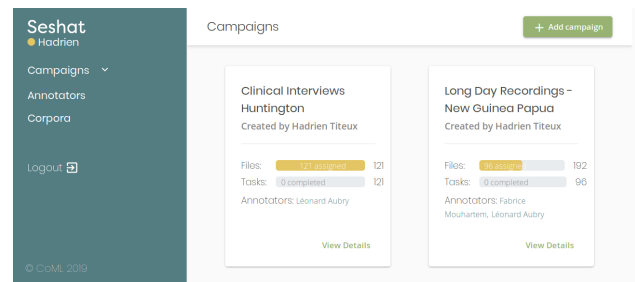 Seshat
Hadrien
Campaigns
Annotators
Corpora
Logout
© CoML 2019
Campaigns
+ Add campaign
Clinical Interviews
Huntington
Created by Hadrien Titeux
Files: 121 assigned 121
Tasks: 0 completed 121
Annotators: Léonard Aubry
View Details
Long Day Recordings -
New Guinea Papua
Created by Hadrien Titeux
Files: 96 assigne 192
Tasks: 0 completed 96
Annotators: Fabrice
Mouhartem, Léonard Aubry
View Details